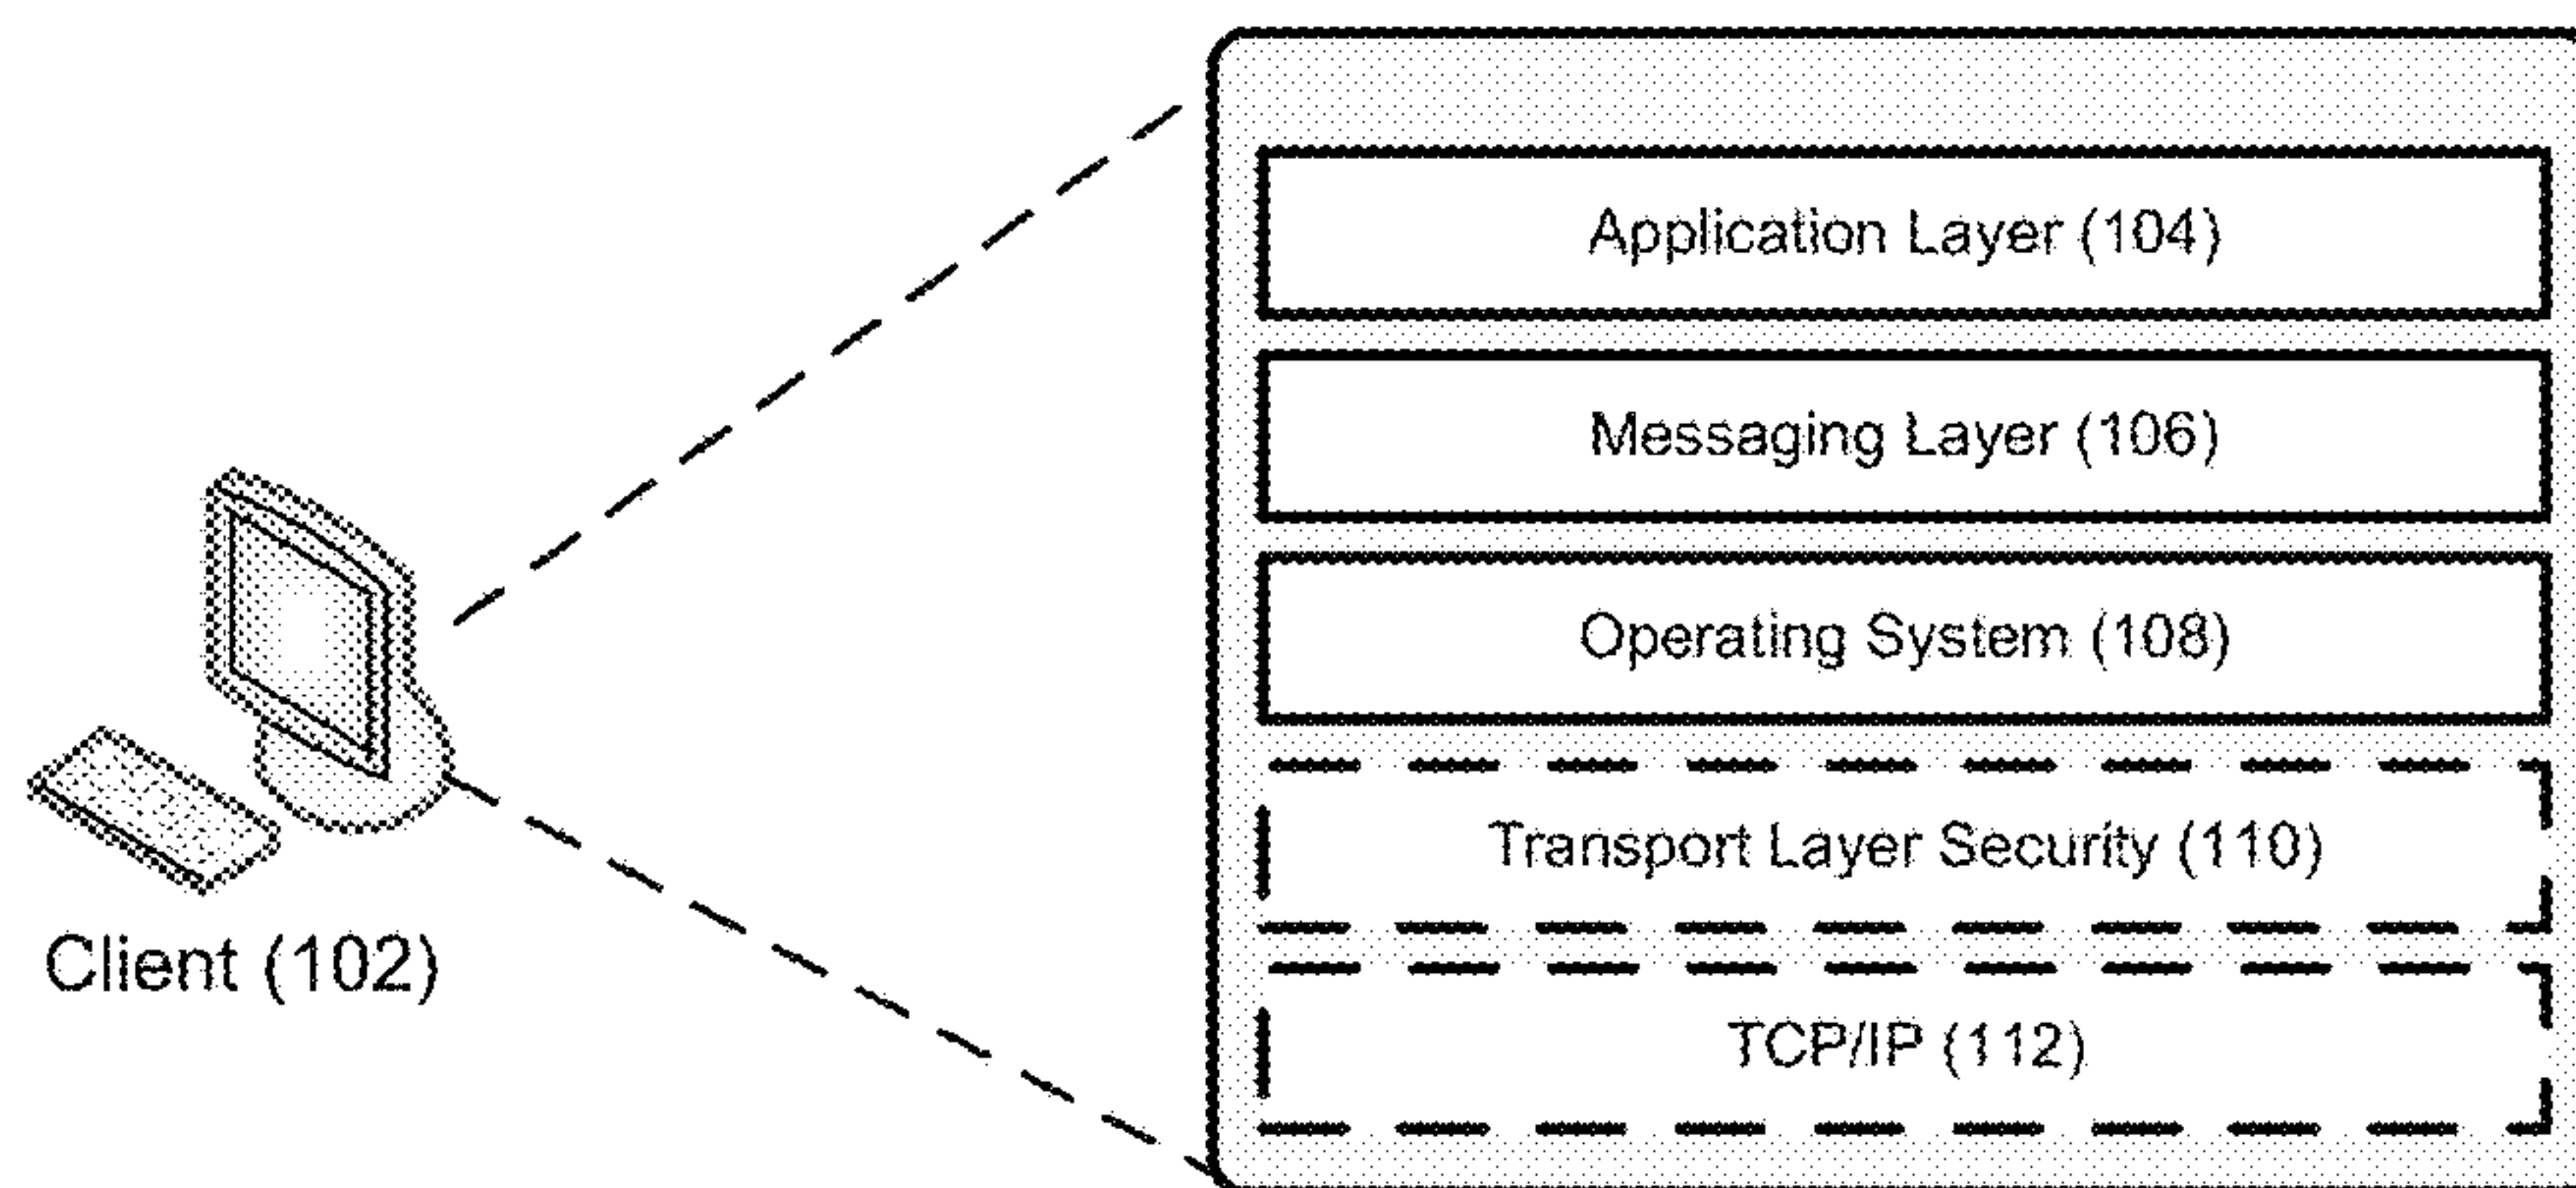 Application Layer (104)
Messaging Layer (106)
Operating System (108)
Transport Layer Security (110)
TCP/IP (112)
Client (102)